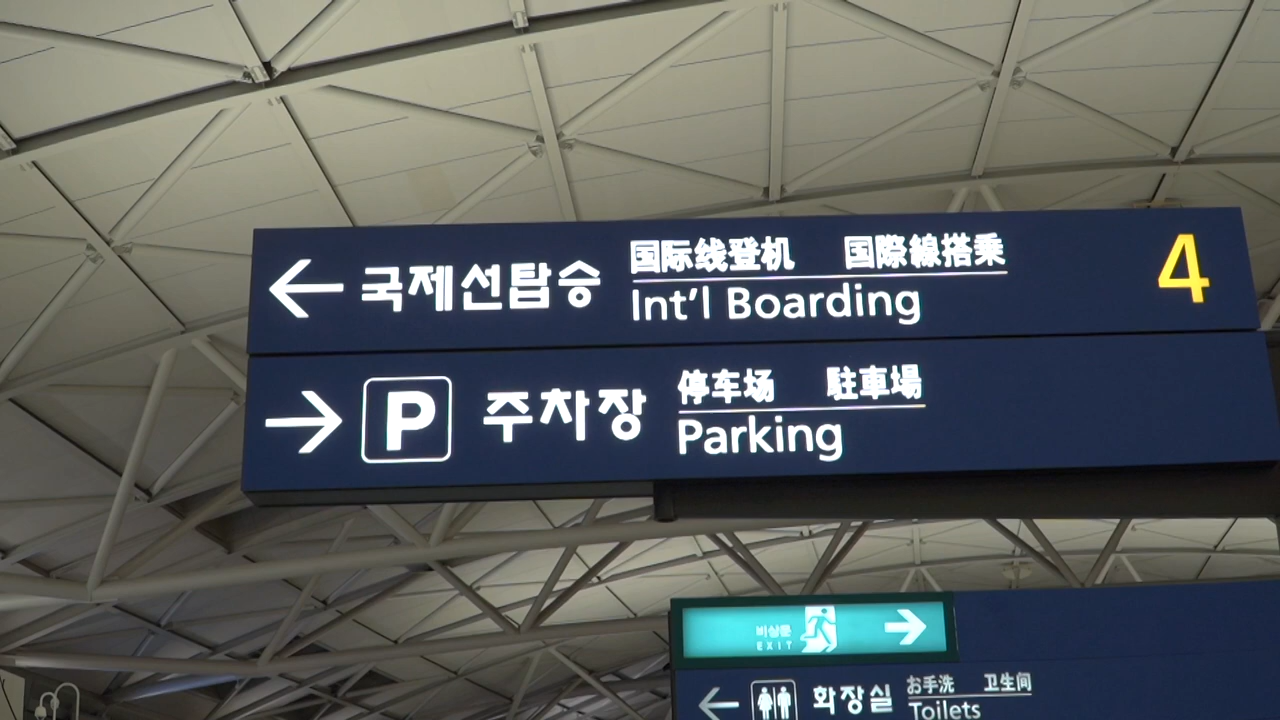 ← 국제선탑승 国际线登机 国際線搭乗 4
Int'l Boarding
→ P 주차장 停车场 駐車場
Parking
비상문 →
EXIT
← 화장실 お手洗 卫生间
Toilets